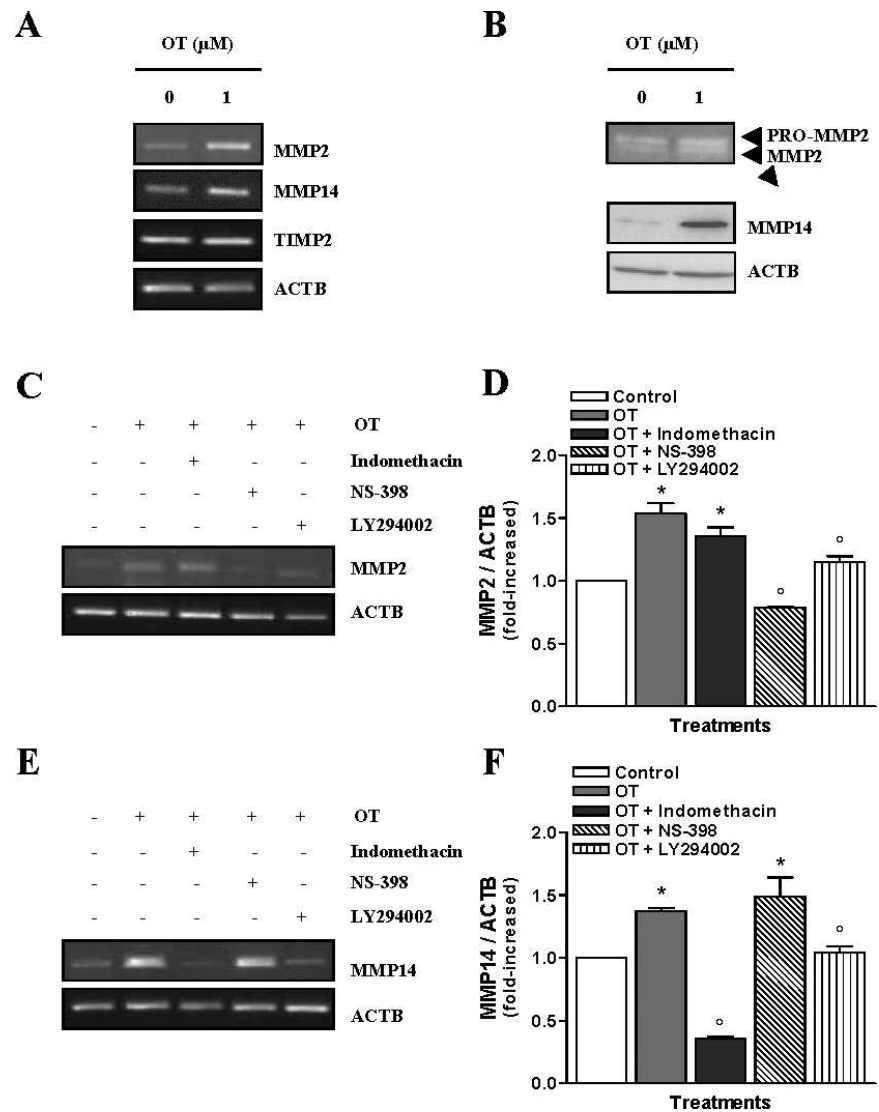 A
OT (µM)
0 1
MMP2
MMP14
TIMP2
ACTB
B
OT (µM)
0 1
PRO-MMP2
MMP2
MMP14
ACTB
C
- + + + + OT
- - + - - Indomethacin
- - - + - NS-398
- - - - + LY294002
MMP2
ACTB
D
Control
OT
OT + Indomethacin
OT + NS-398
OT + LY294002
MMP2 / ACTB
(fold-increased)
2.0
1.5
1.0
0.5
0.0
* * ° °
Treatments
E
- + + + + OT
- - + - - Indomethacin
- - - + - NS-398
- - - - + LY294002
MMP14
ACTB
F
Control
OT
OT + Indomethacin
OT + NS-398
OT + LY294002
MMP14 / ACTB
(fold-increased)
2.0
1.5
1.0
0.5
0.0
* ° * °
Treatments